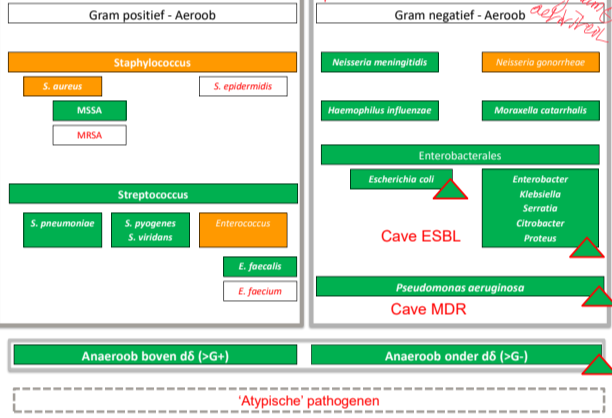 Gram positief - Aeroob
Staphylococcus
S. aureus
S. epidermidis
MSSA
MRSA
Streptococcus
S. pneumoniae
S. pyogenes
S. viridans
Enterococcus
E. faecalis
E. faecium
Gram negatief - Aeroob
Neisseria meningitidis
Neisseria gonorrheae
Haemophilus influenzae
Moraxella catarrhalis
Enterobacterales
Escherichia coli
Enterobacter
Klebsiella
Serratia
Citrobacter
Proteus
Cave ESBL
Pseudomonas aeruginosa
Cave MDR
Anaeroob boven dδ (>G+)
Anaeroob onder dδ (>G-)
‘Atypische’ pathogenen